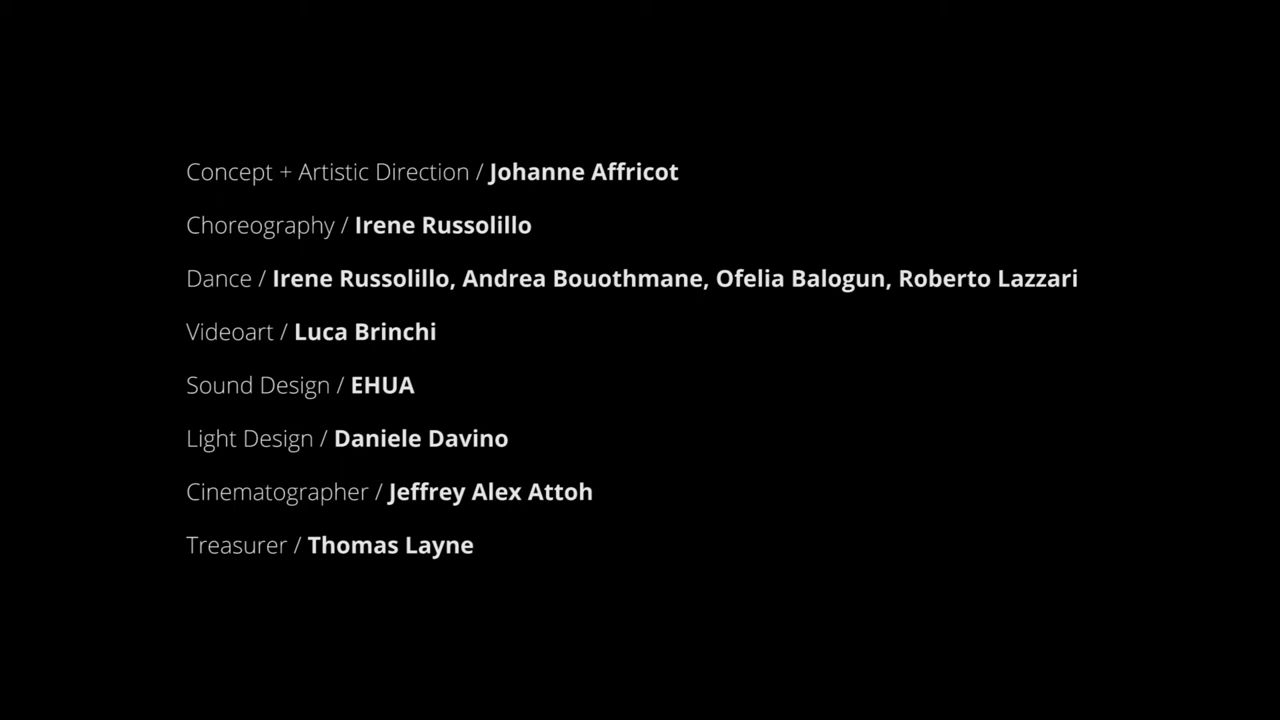 Concept + Artistic Direction / Johanne Affricot
Choreography / Irene Russolillo
Dance / Irene Russolillo, Andrea Bouothmane, Ofelia Balogun, Roberto Lazzari
Videoart / Luca Brinchi
Sound Design / EHUA
Light Design / Daniele Davino
Cinematographer / Jeffrey Alex Attoh
Treasurer / Thomas Layne